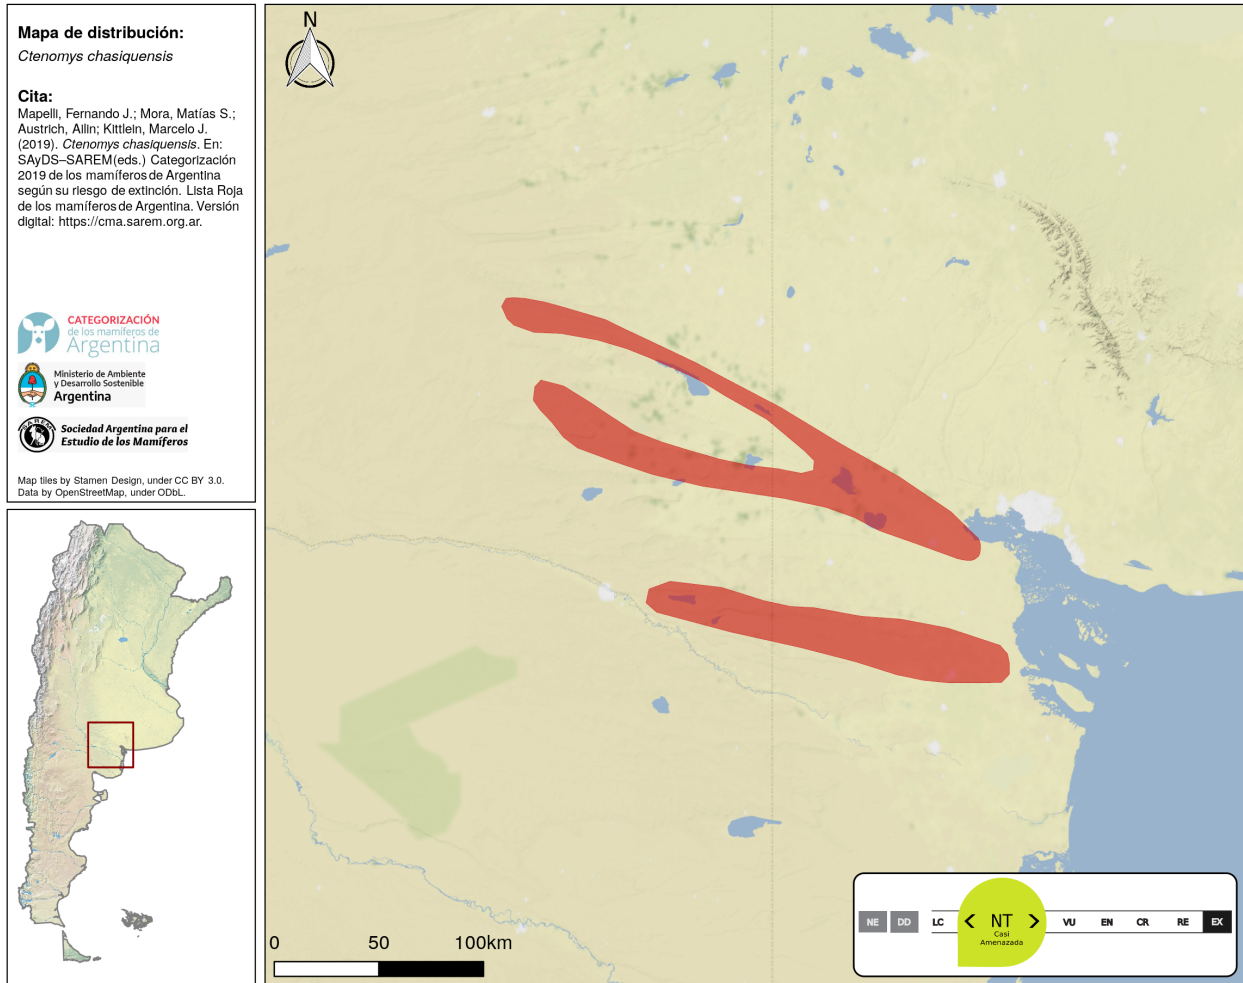 Mapa de distribución:
Ctenomys chasiquensis
Cita:
Mapelli, Fernando J.; Mora, Matías S.;
Austrich, Ailin; Kittlein, Marcelo J.
(2019). Ctenomys chasiquensis. En:
SAyDS–SAREM(eds.) Categorización
2019 de los mamíferos de Argentina
según su riesgo de extinción. Lista Roja
de los mamíferos de Argentina. Versión
digital: https://cma.sarem.org.ar.
CATEGORIZACIÓN
de los mamíferos de
Argentina
Ministerio de Ambiente
y Desarrollo Sostenible
Argentina
SAREM
Sociedad Argentina para el
Estudio de los Mamíferos
Map tiles by Stamen Design, under CC BY 3.0.
Data by OpenStreetMap, under ODbL.
N
0 50 100km
NE DD LC < NT > VU EN CR RE EX
Casi
Amenazada